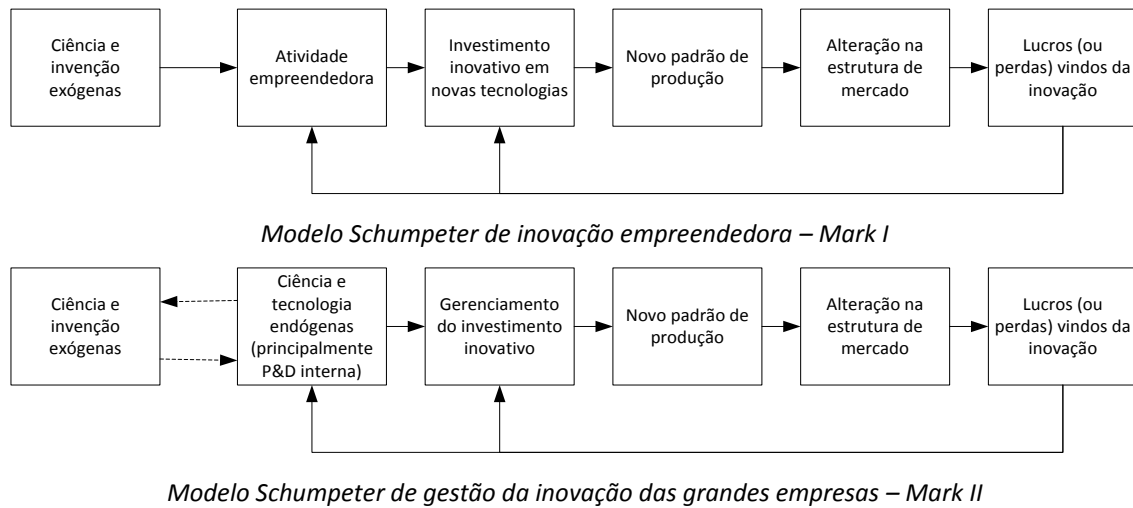 Ciência e
invenção
exógenas
Atividade
empreendedora
Investimento
inovativo em
novas tecnologias
Novo padrão de
produção
Alteração na
estrutura de
mercado
Lucros (ou
perdas) vindos da
inovação
Modelo Schumpeter de inovação empreendedora – Mark I
Ciência e
invenção
exógenas
Ciência e
tecnologia
endógenas
(principalmente
P&D interna)
Gerenciamento
do investimento
inovativo
Novo padrão de
produção
Alteração na
estrutura de
mercado
Lucros (ou
perdas) vindos da
inovação
Modelo Schumpeter de gestão da inovação das grandes empresas – Mark II